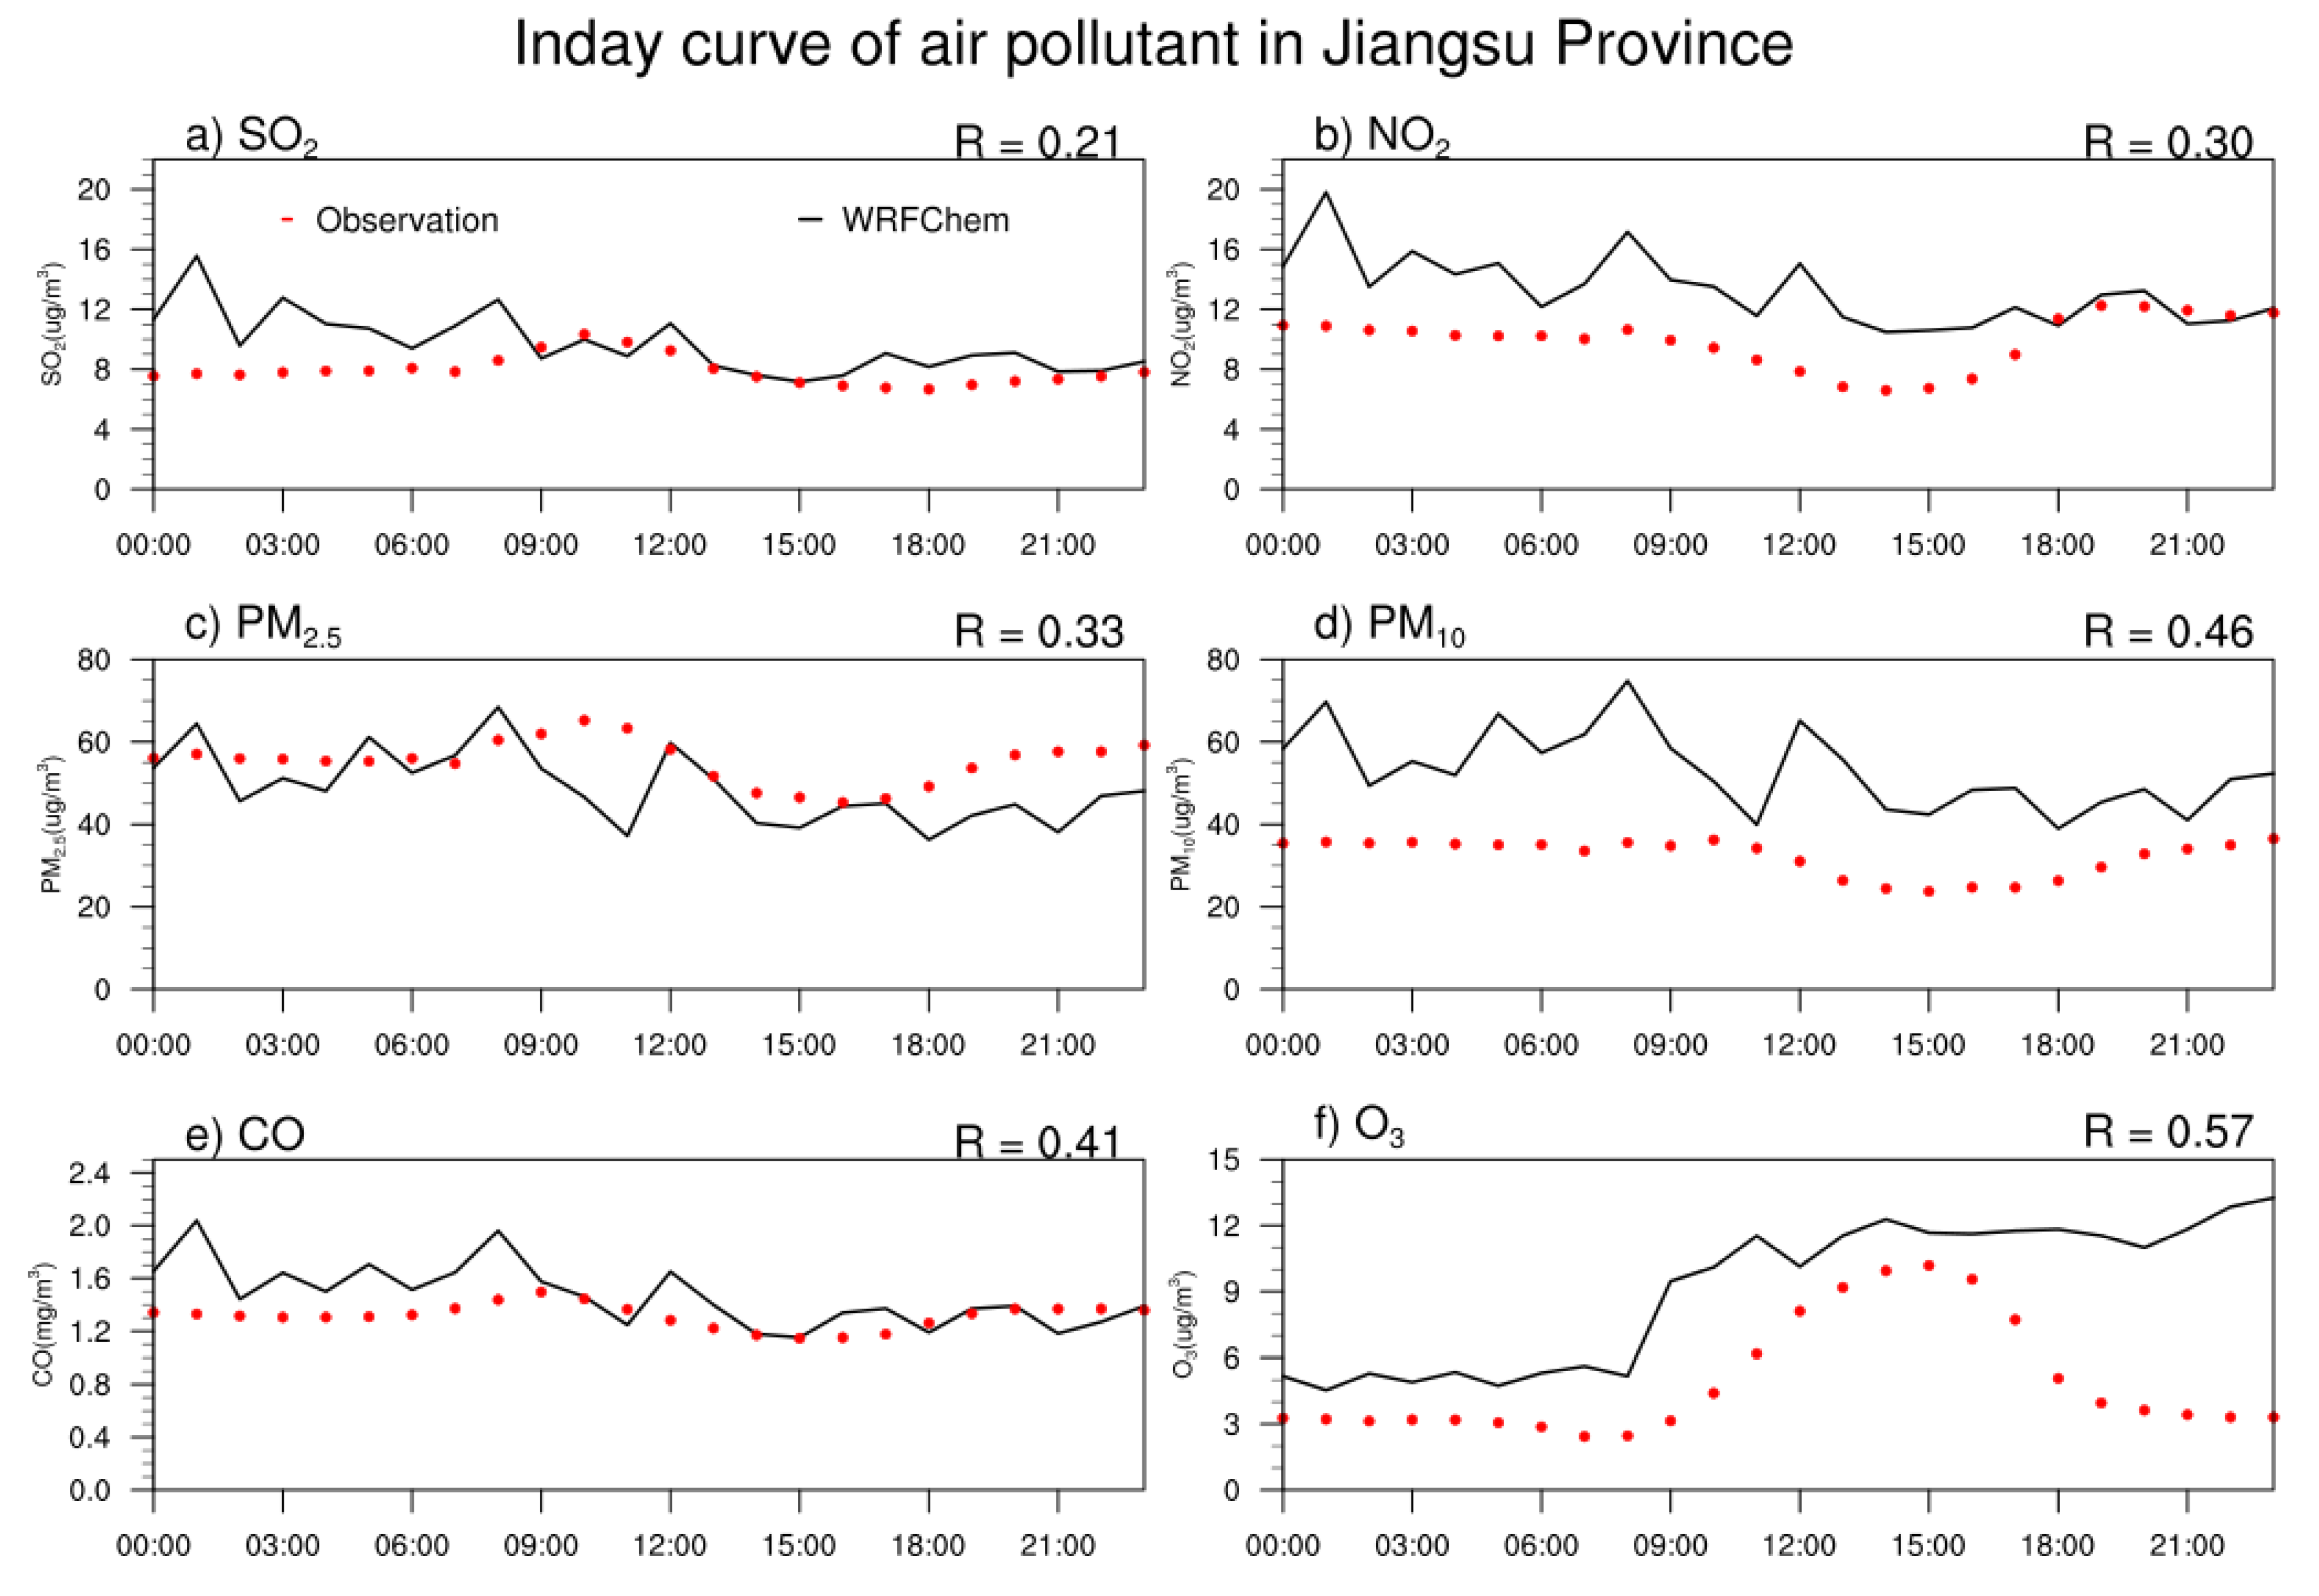 Inday curve of air pollutant in Jiangsu Province
a) SO2 R = 0.21
20
16
12
8
4
0
SO2(ug/m3)
Observation WRFChem
00:00 03:00 06:00 09:00 12:00 15:00 18:00 21:00
b) NO2 R = 0.30
20
16
12
8
4
0
NO2(ug/m3)
00:00 03:00 06:00 09:00 12:00 15:00 18:00 21:00
c) PM2.5 R = 0.33
80
60
40
20
0
PM2.5(ug/m3)
00:00 03:00 06:00 09:00 12:00 15:00 18:00 21:00
d) PM10 R = 0.46
80
60
40
20
0
PM10(ug/m3)
00:00 03:00 06:00 09:00 12:00 15:00 18:00 21:00
e) CO R = 0.41
2.4
2.0
1.6
1.2
0.8
0.4
0.0
CO(mg/m3)
00:00 03:00 06:00 09:00 12:00 15:00 18:00 21:00
f) O3 R = 0.57
15
12
9
6
3
0
O3(ug/m3)
00:00 03:00 06:00 09:00 12:00 15:00 18:00 21:00